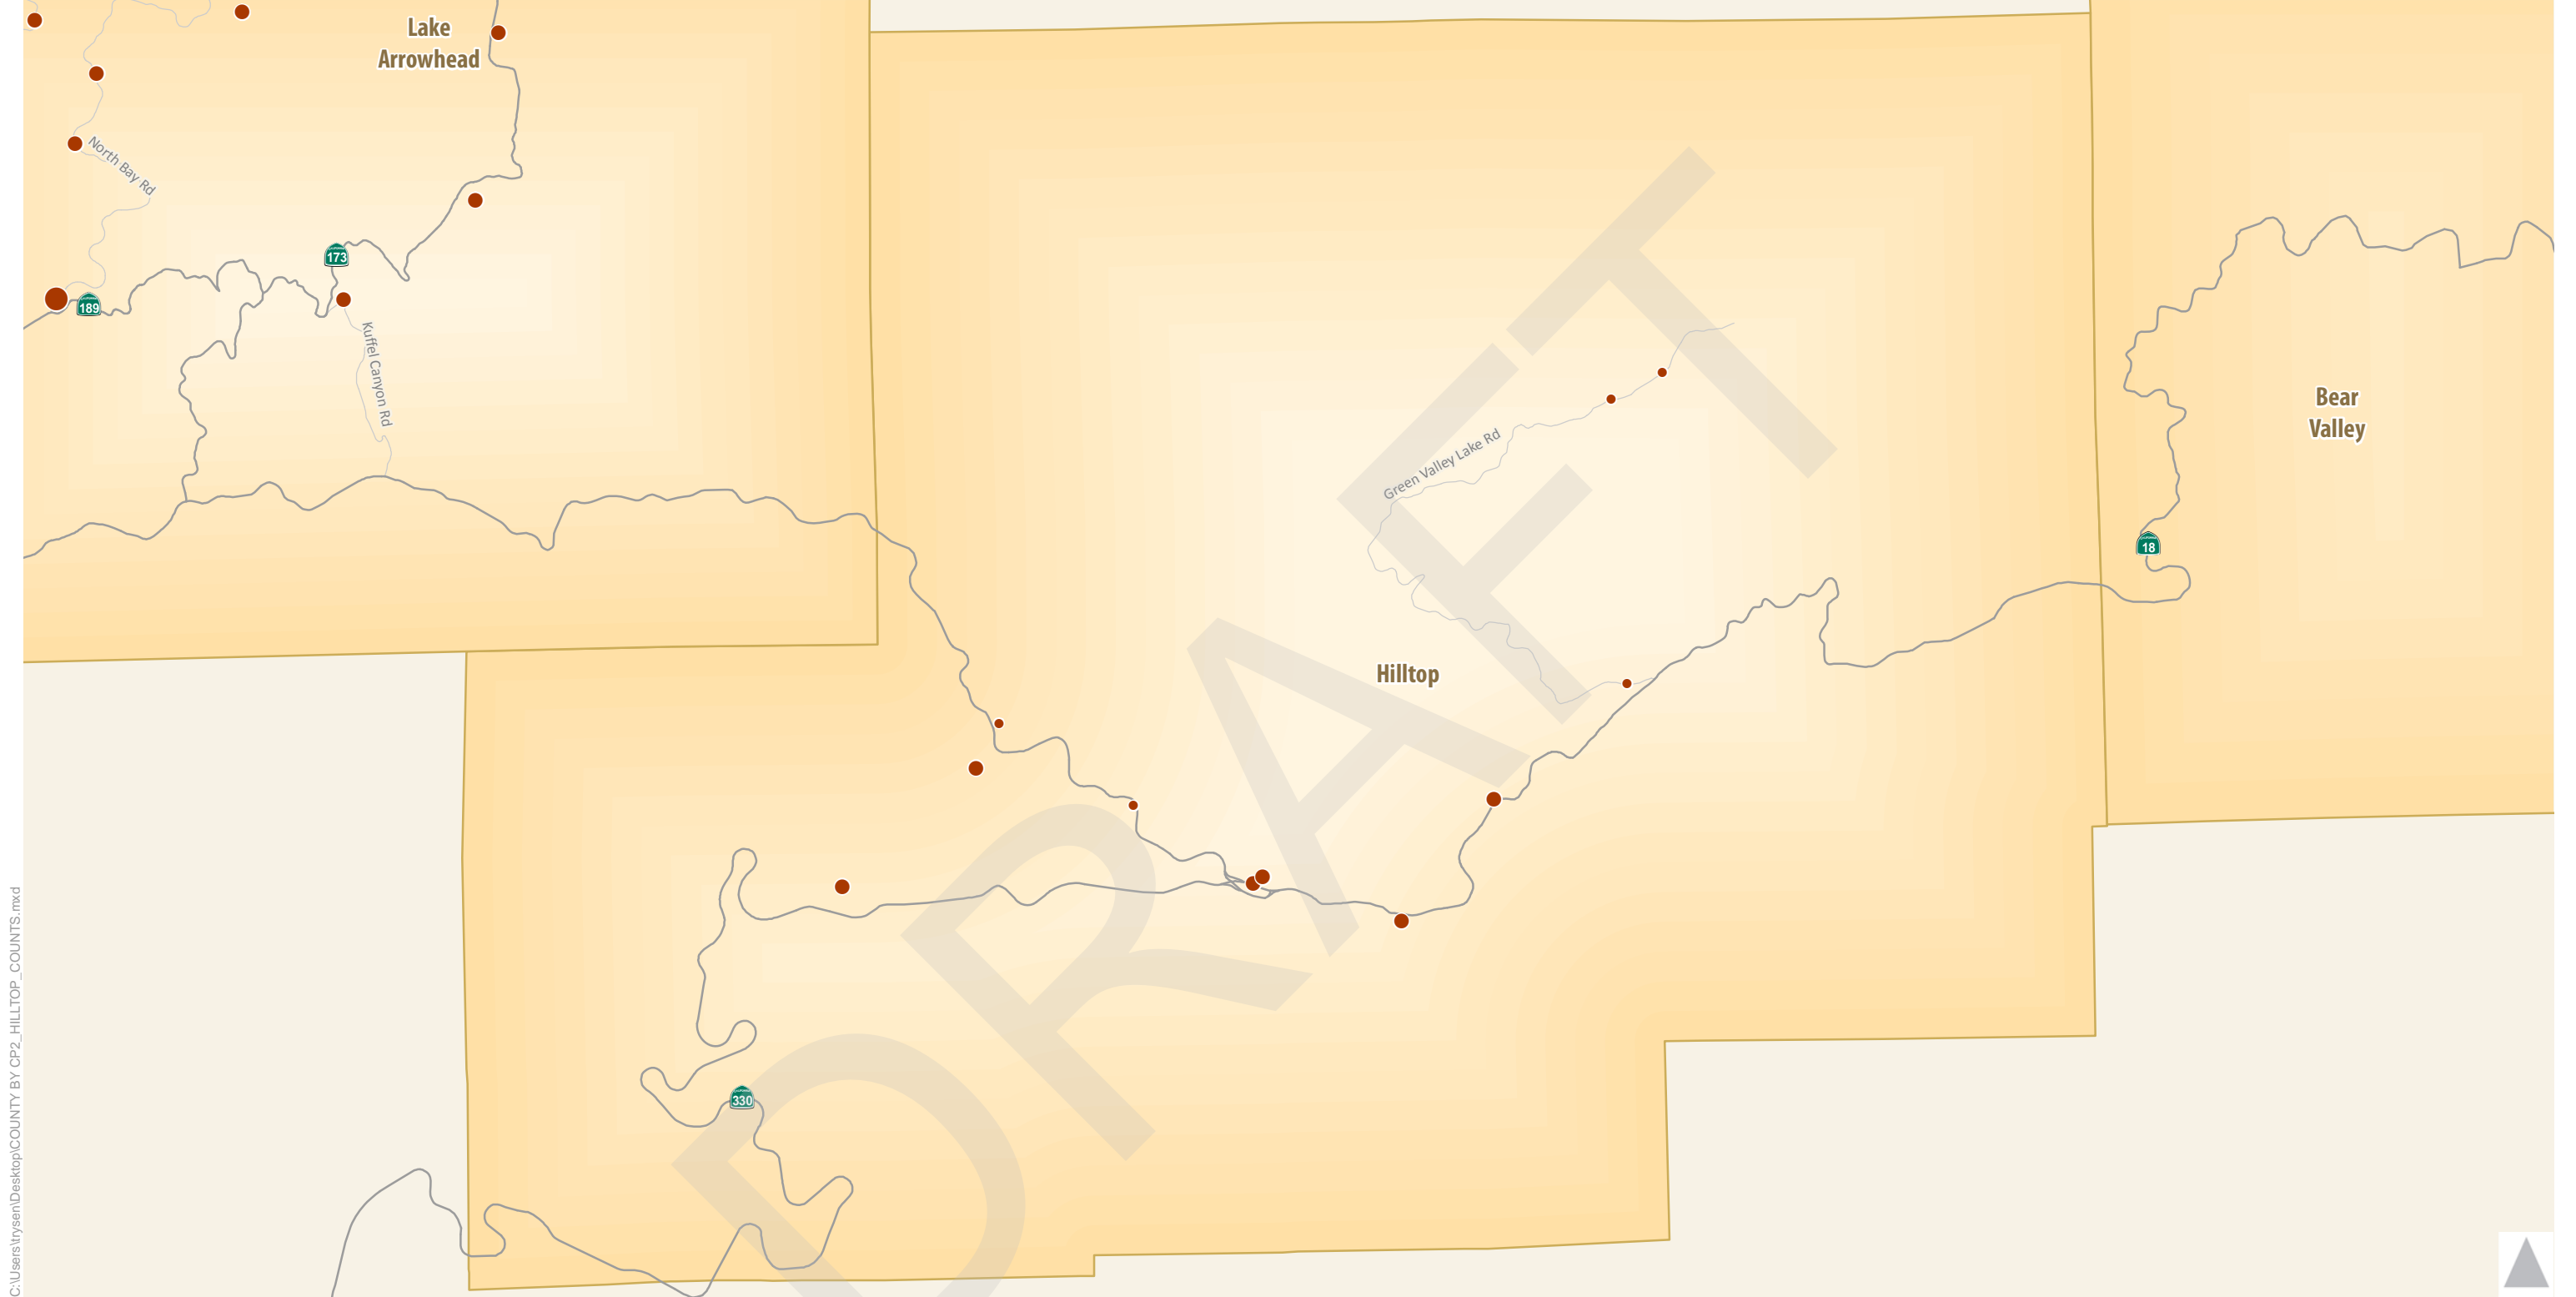 Lake
Arrowhead
North Bay Rd
173
189
Kuffel Canyon Rd
Green Valley Lake Rd
Bear
Valley
18
Hilltop
330
DRAFT
C:\Users\trysen\Desktop\COUNTY BY CP2_HILLTOP_COUNTS.mxd